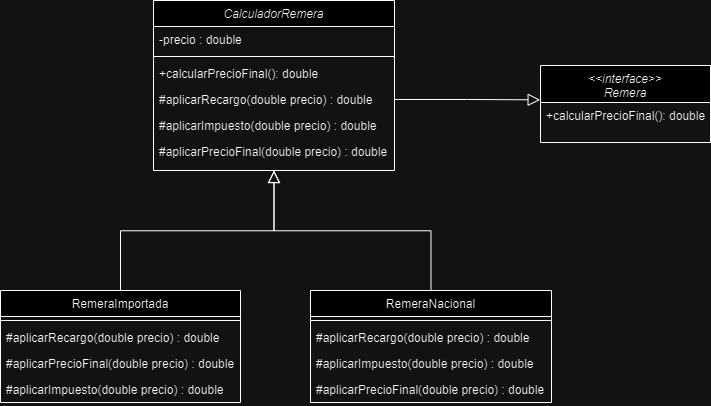 CalculadorRemera
-precio : double
+calcularPrecioFinal(): double
#aplicarRecargo(double precio) : double
#aplicarImpuesto(double precio) : double
#aplicarPrecioFinal(double precio) : double
<<interface>>
Remera
+calcularPrecioFinal(): double
RemeraImportada
#aplicarRecargo(double precio) : double
#aplicarPrecioFinal(double precio) : double
#aplicarImpuesto(double precio) : double
RemeraNacional
#aplicarRecargo(double precio) : double
#aplicarImpuesto(double precio) : double
#aplicarPrecioFinal(double precio) : double